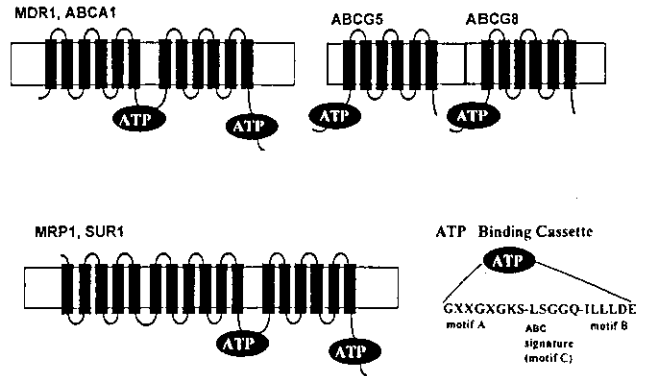 MDR1, ABCA1
ABCG5
ABCG8
ATP
ATP
ATP
ATP
MRP1, SUR1
ATP
ATP
ATP Binding Cassette
ATP
GXXGXGKS-LSGGQ-ILLLDE
motif A
ABC
signature
(motif C)
motif B